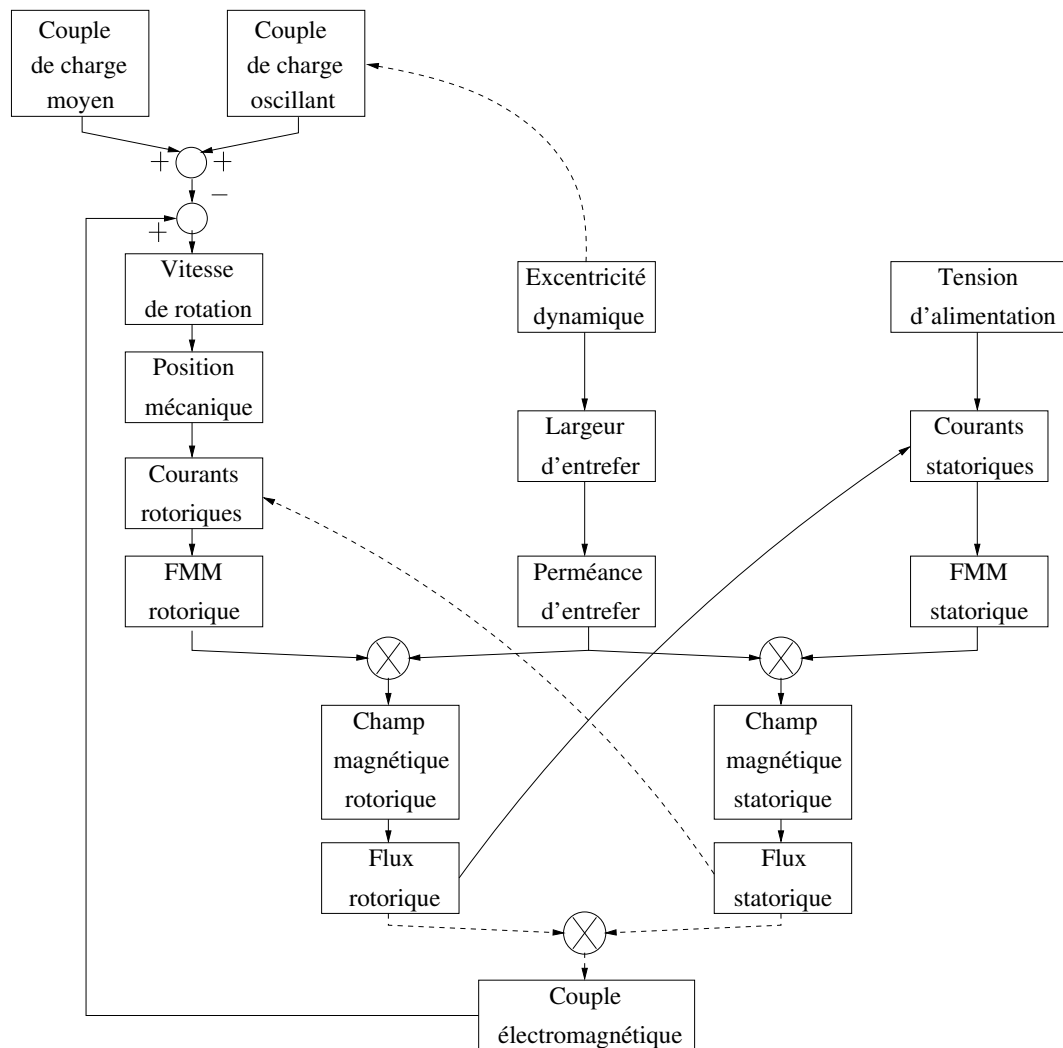 Couple
de charge
moyen
Couple
de charge
oscillant
+
+
−
+
Vitesse
de rotation
Excentricité
dynamique
Tension
d’alimentation
Position
mécanique
Largeur
d’entrefer
Courants
statoriques
Courants
rotoriques
FMM
rotorique
Perméance
d’entrefer
FMM
statorique
Champ
magnétique
rotorique
Champ
magnétique
statorique
Flux
rotorique
Flux
statorique
Couple
électromagnétique